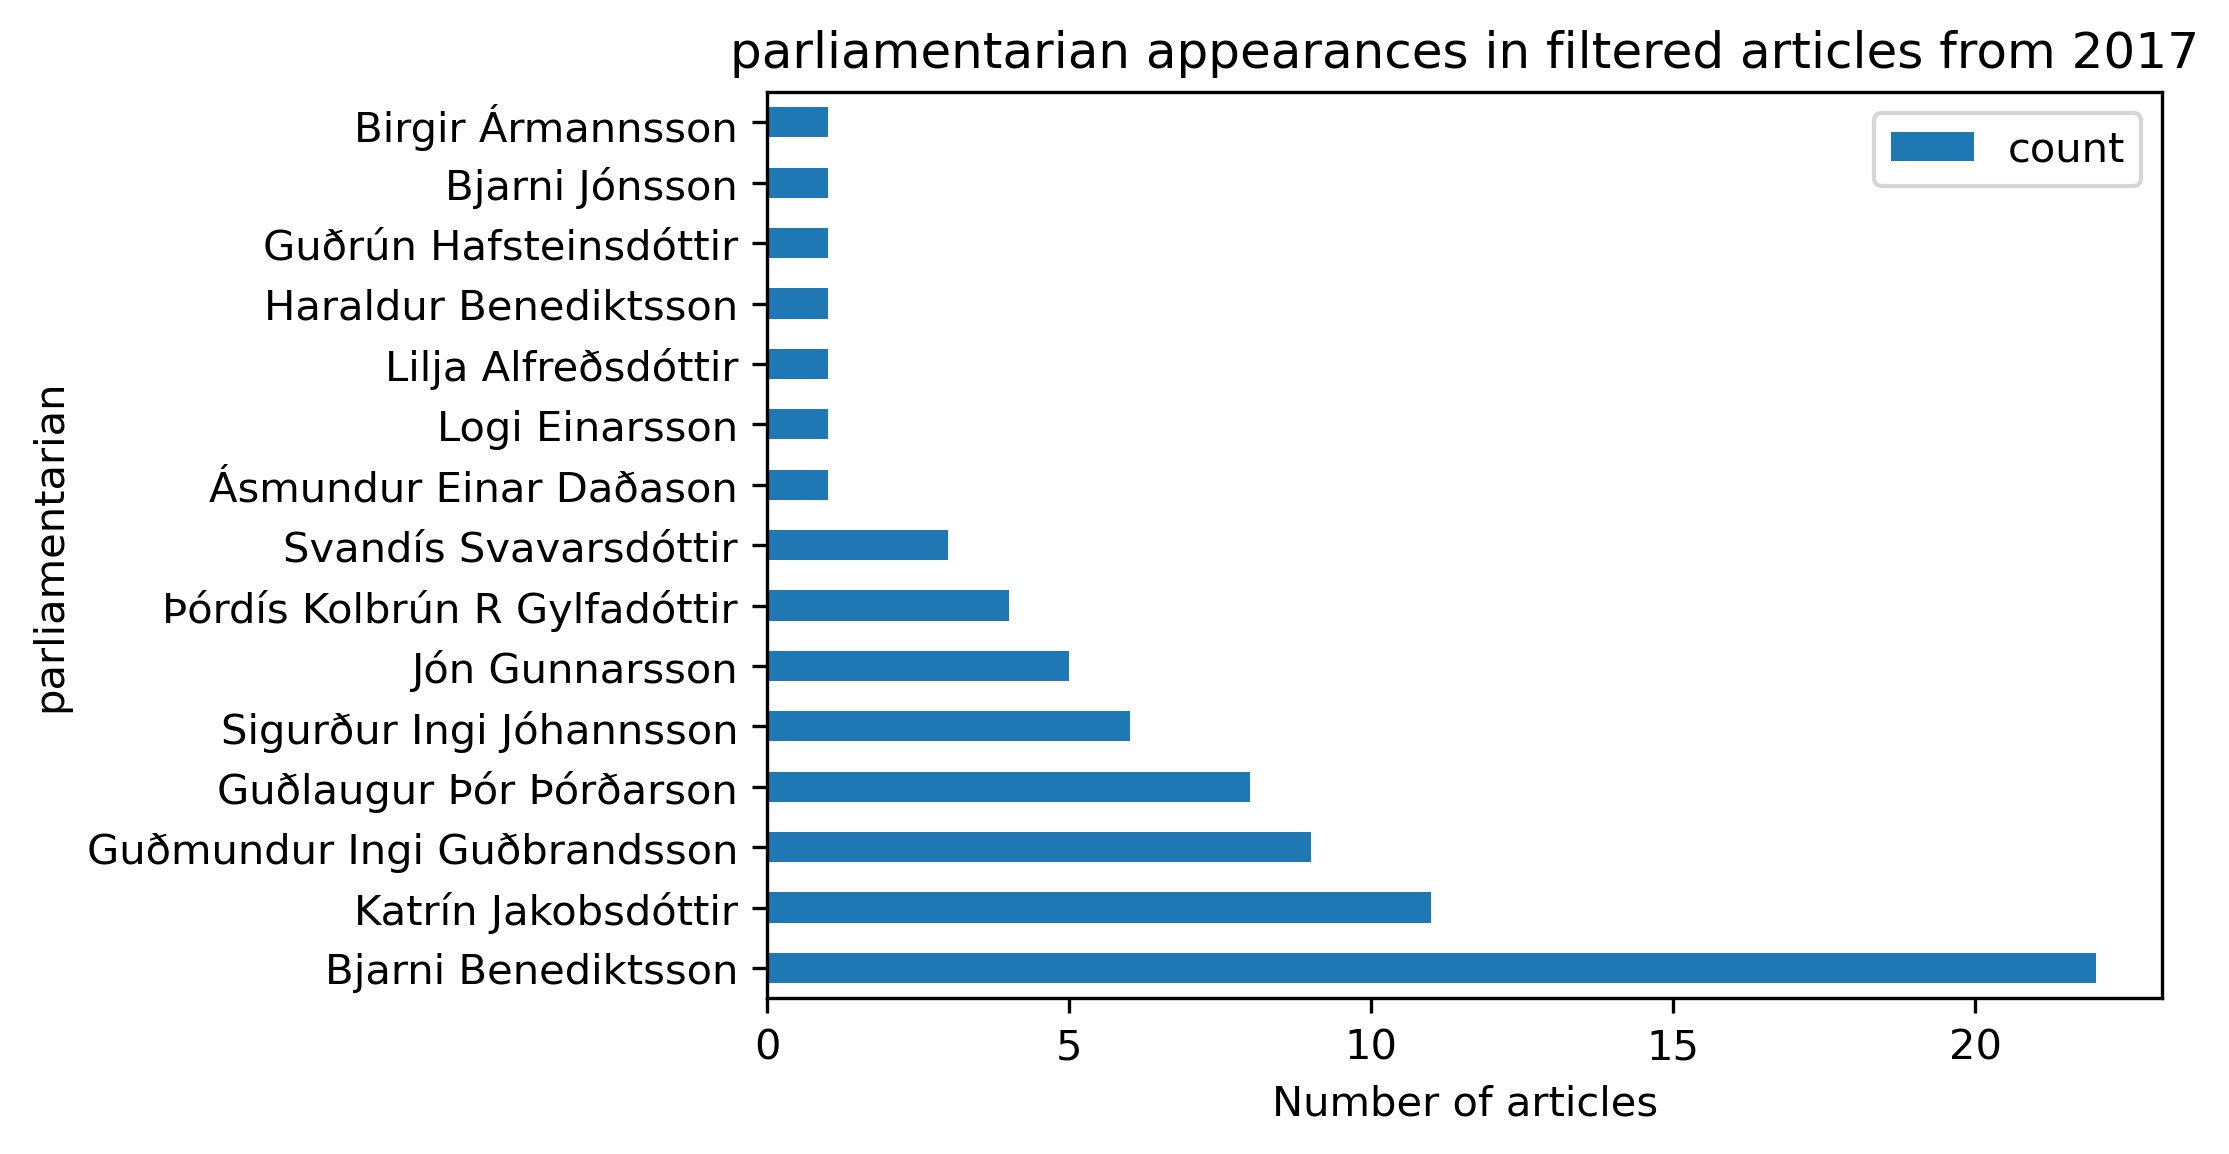 parliamentarian appearances in filtered articles from 2017
count
parliamentarian
Birgir Ármannsson
Bjarni Jónsson
Guðrún Hafsteinsdóttir
Haraldur Benediktsson
Lilja Alfreðsdóttir
Logi Einarsson
Ásmundur Einar Daðason
Svandís Svavarsdóttir
Þórdís Kolbrún R Gylfadóttir
Jón Gunnarsson
Sigurður Ingi Jóhannsson
Guðlaugur Þór Þórðarson
Guðmundur Ingi Guðbrandsson
Katrín Jakobsdóttir
Bjarni Benediktsson
0 5 10 15 20
Number of articles